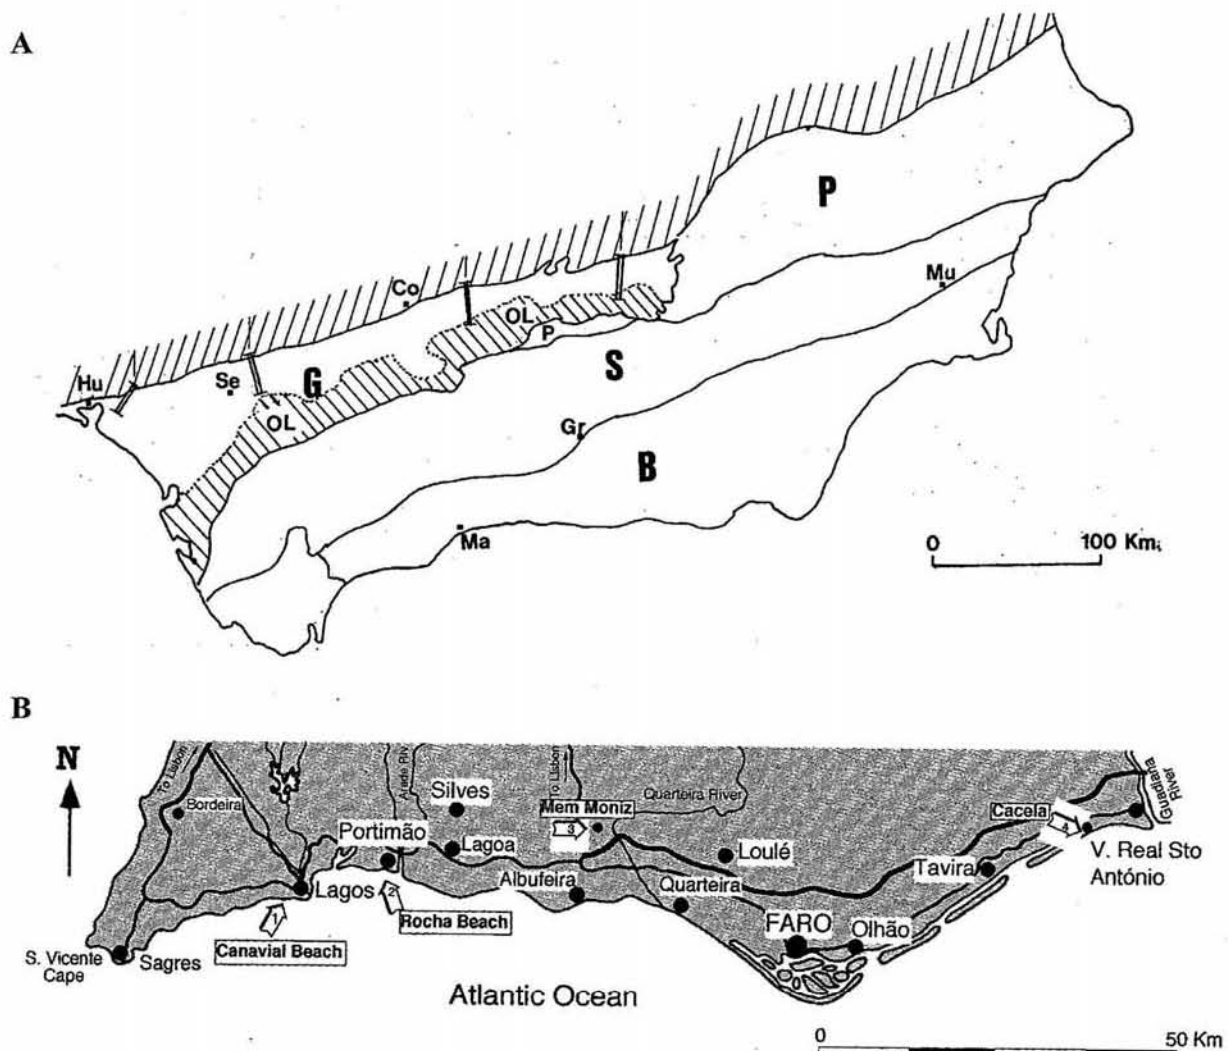 A
P
Mu
Co
OL
P
S
Hu
Se
G
OL
Gr
B
Ma
0 100 Km.
B
N
To Lisbon
Bordeira
Arade Riv
Silves
To Lisbon
Mem Moniz
3
Quarteira River
Cacela
4
Guadiana
River
Portimão
Lagoa
Loulé
V. Real Sto
António
Lagos
2
Albufeira
Quarteira
Tavira
1
Rocha Beach
FARO
Olhão
Canavial Beach
S. Vicente
Cape
Sagres
Atlantic Ocean
0 50 Km